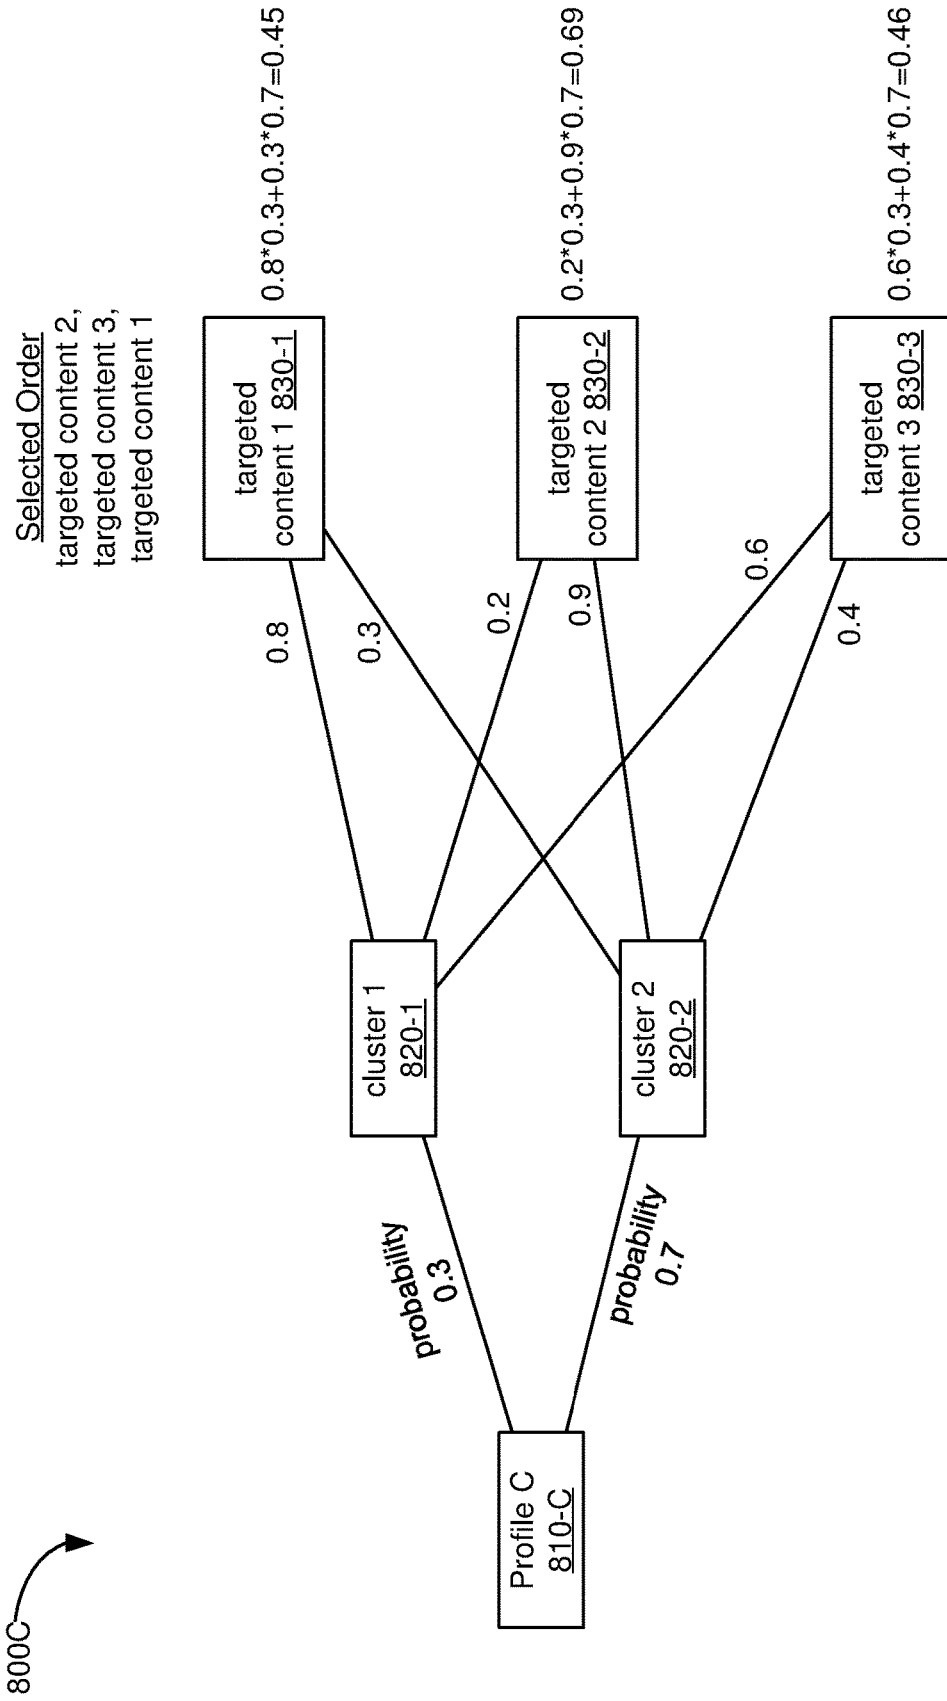 800C
Selected Order
targeted content 2,
targeted content 3,
targeted content 1
Profile C
810-C
probability
0.3
probability
0.7
cluster 1
820-1
cluster 2
820-2
0.8
0.3
0.2
0.9
0.6
0.4
targeted
content 1 830-1
0.8*0.3+0.3*0.7=0.45
targeted
content 2 830-2
0.2*0.3+0.9*0.7=0.69
targeted
content 3 830-3
0.6*0.3+0.4*0.7=0.46